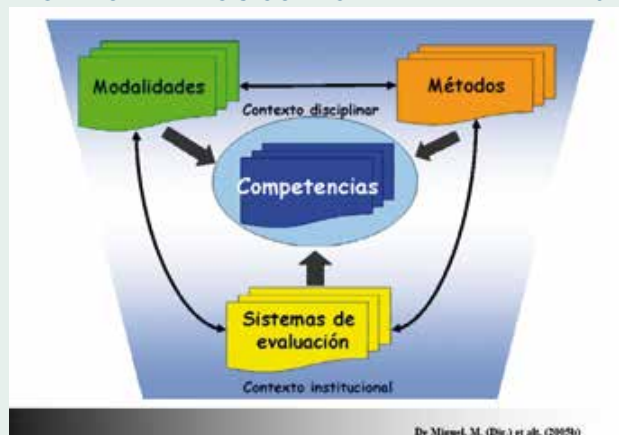 Modalidades
Métodos
Contexto disciplinar
Competencias
Sistemas de
evaluación
Contexto institucional
De Miguel, M. (Dir.) et alt. (2005b)